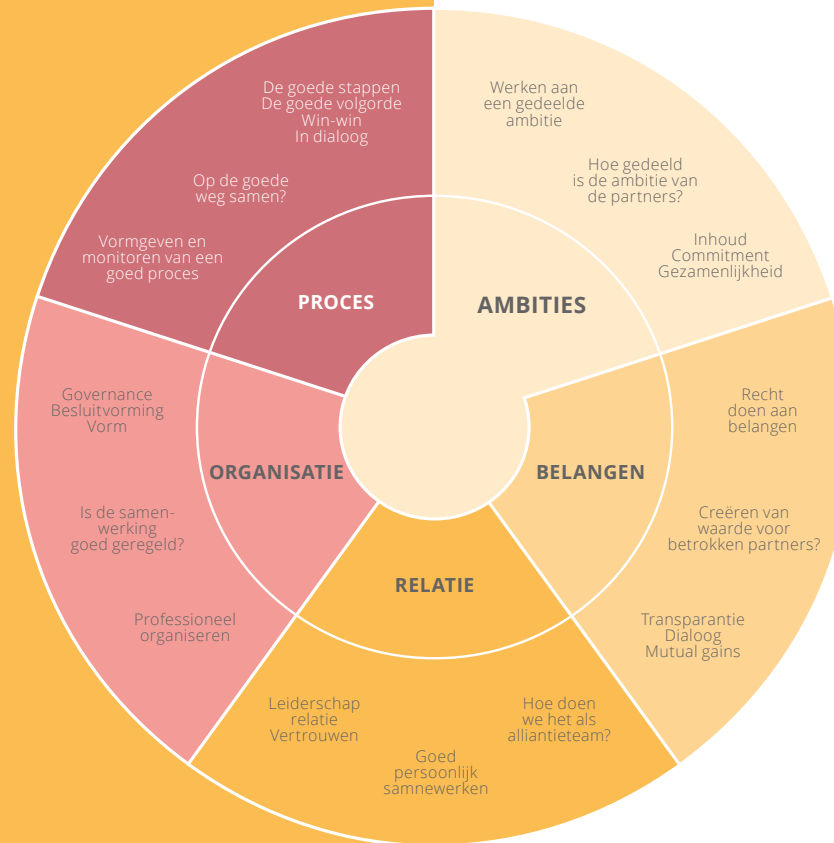 De goede stappen
De goede volgorde
Win-win
In dialoog
Op de goede
weg samen?
Vormgeven en
monitoren van een
goed proces
PROCES
Werken aan
een gedeelde
ambitie
Hoe gedeeld
is de ambitie van
de partners?
Inhoud
Commitment
Gezamenlijkheid
AMBITIES
Recht
doen aan
belangen
Creëren van
waarde voor
betrokken partners?
Transparantie
Dialoog
Mutual gains
BELANGEN
Hoe doen
we het als
alliantieteam?
Goed
persoonlijk
samnewerken
Leiderschap
relatie
Vertrouwen
RELATIE
Governance
Besluitvorming
Vorm
Is de samen-
werking
goed geregeld?
Professioneel
organiseren
ORGANISATIE